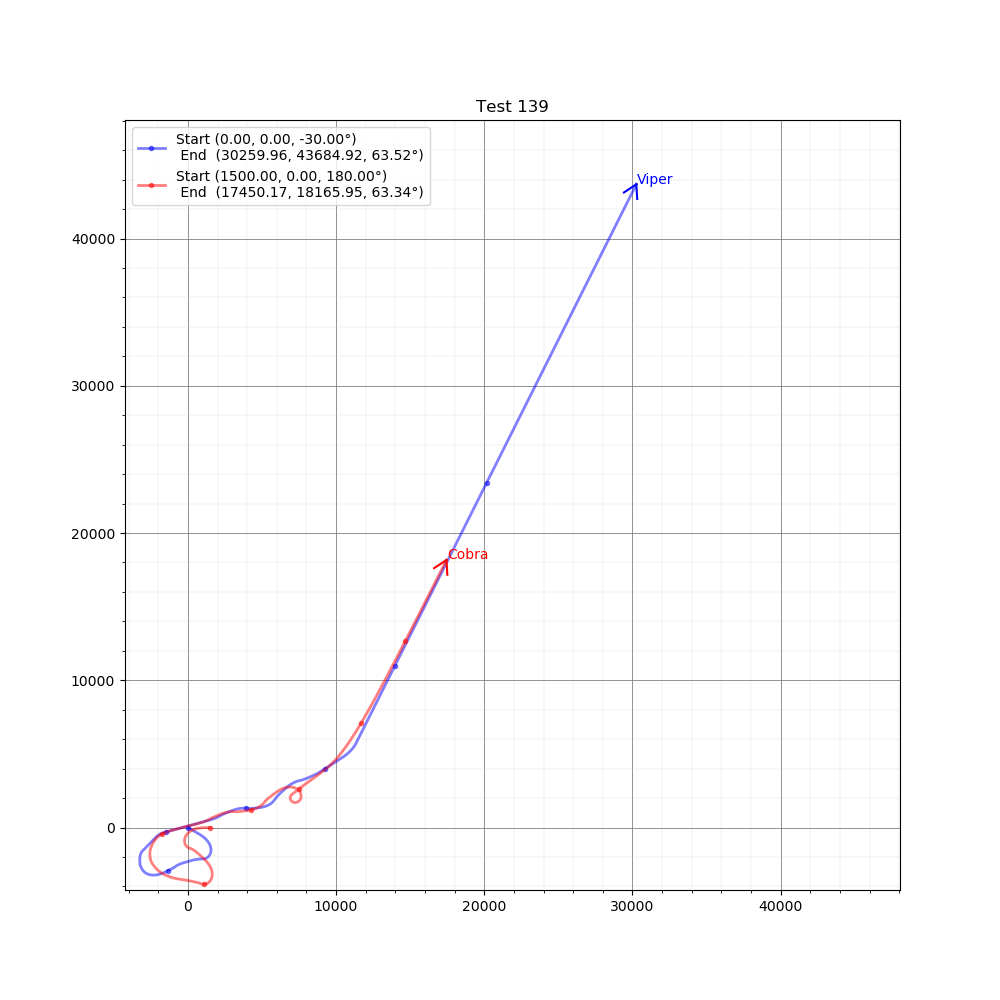 Test 139
Start (0.00, 0.00, -30.00°)
End (30259.96, 43684.92, 63.52°)
Start (1500.00, 0.00, 180.00°)
End (17450.17, 18165.95, 63.34°)
Viper
Cobra
40000
30000
20000
10000
0
0
10000
20000
30000
40000